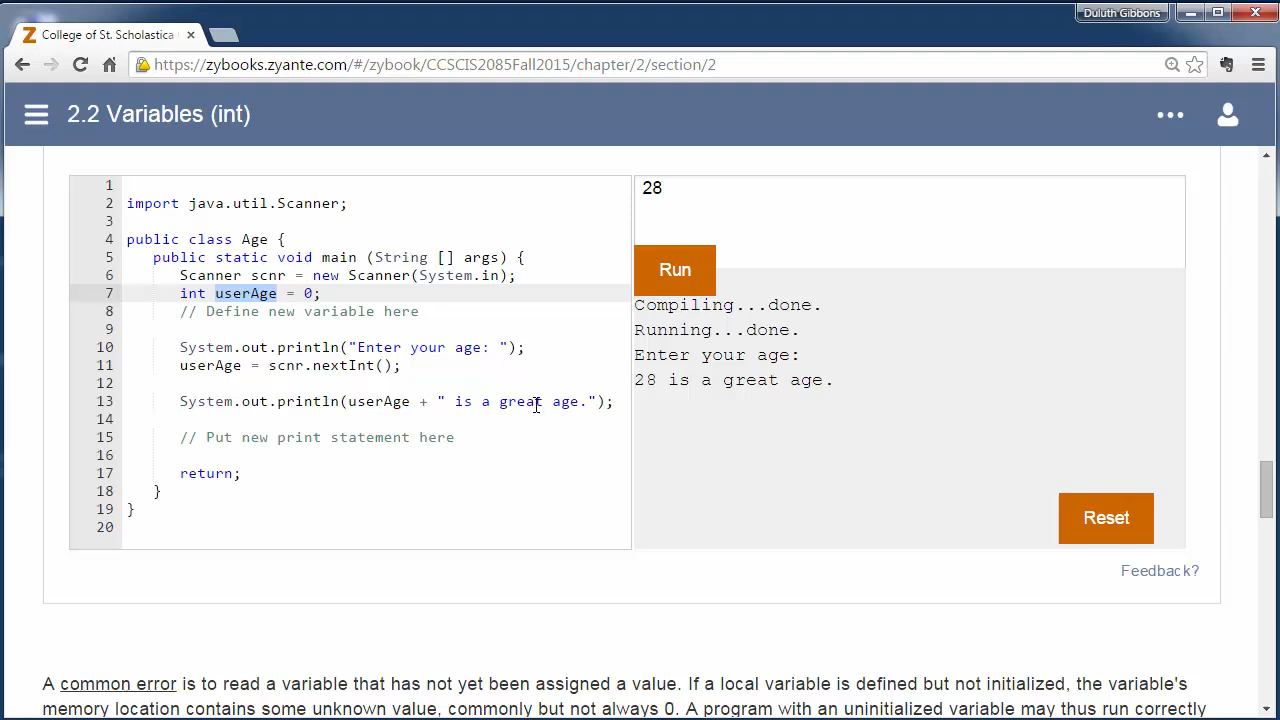 Duluth Gibbons
College of St. Scholastica
https://zybooks.zyante.com/#/zybook/CCSCIS2085Fall2015/chapter/2/section/2
2.2 Variables (int)
1
2 import java.util.Scanner;
3
4 public class Age {
5 public static void main (String [] args) {
6 Scanner scnr = new Scanner(System.in);
7 int userAge = 0;
8 // Define new variable here
9
10 System.out.println("Enter your age: ");
11 userAge = scnr.nextInt();
12
13 System.out.println(userAge + " is a great age.");
14
15 // Put new print statement here
16
17 return;
18 }
19 }
20
28
Run
Compiling...done.
Running...done.
Enter your age:
28 is a great age.
Reset
Feedback?
A common error is to read a variable that has not yet been assigned a value. If a local variable is defined but not initialized, the variable's
memory location contains some unknown value, commonly but not always 0. A program with an uninitialized variable may thus run correctly